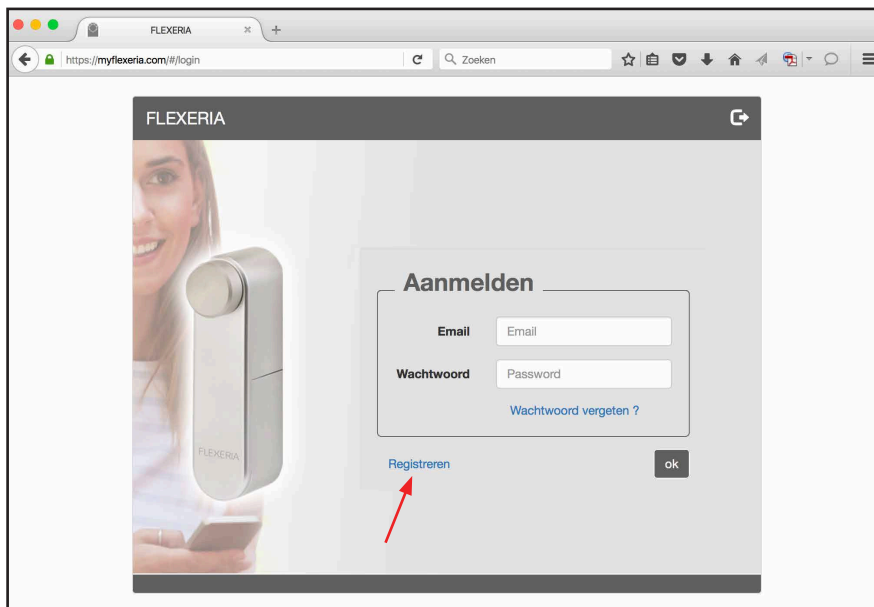 FLEXERIA
https://myflexeria.com/#/login
Zoeken
FLEXERIA
Aanmelden
Email Email
Wachtwoord Password
Wachtwoord vergeten ?
FLEXERIA
Registreren ok